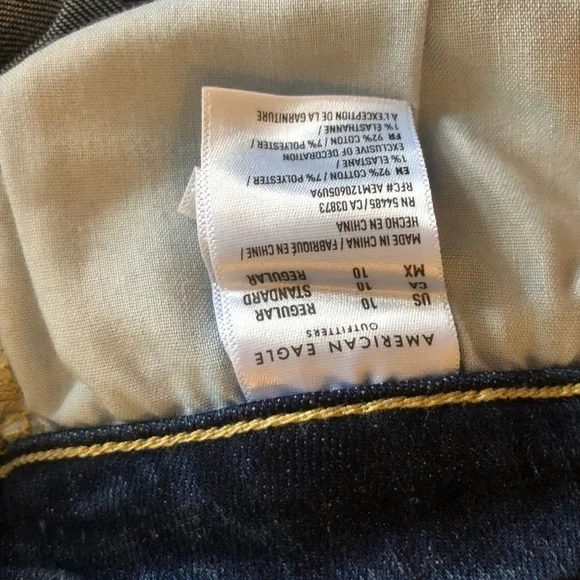 AMERICAN EAGLE
OUTFITTERS
US 10 REGULAR
CA 10 STANDARD
MX 10 REGULAR
MADE IN CHINA / FABRIQUÉ EN CHINE /
HECHO EN CHINA
RN 54485 / CA 03873
RFC# AEM120605U9A
EN 92% COTTON / 7% POLYESTER /
1% ELASTANE /
EXCLUSIVE OF DECORATION
FR 92% COTON / 7% POLYESTER /
1% ELASTHANNE /
À L'EXCEPTION DE LA GARNITURE